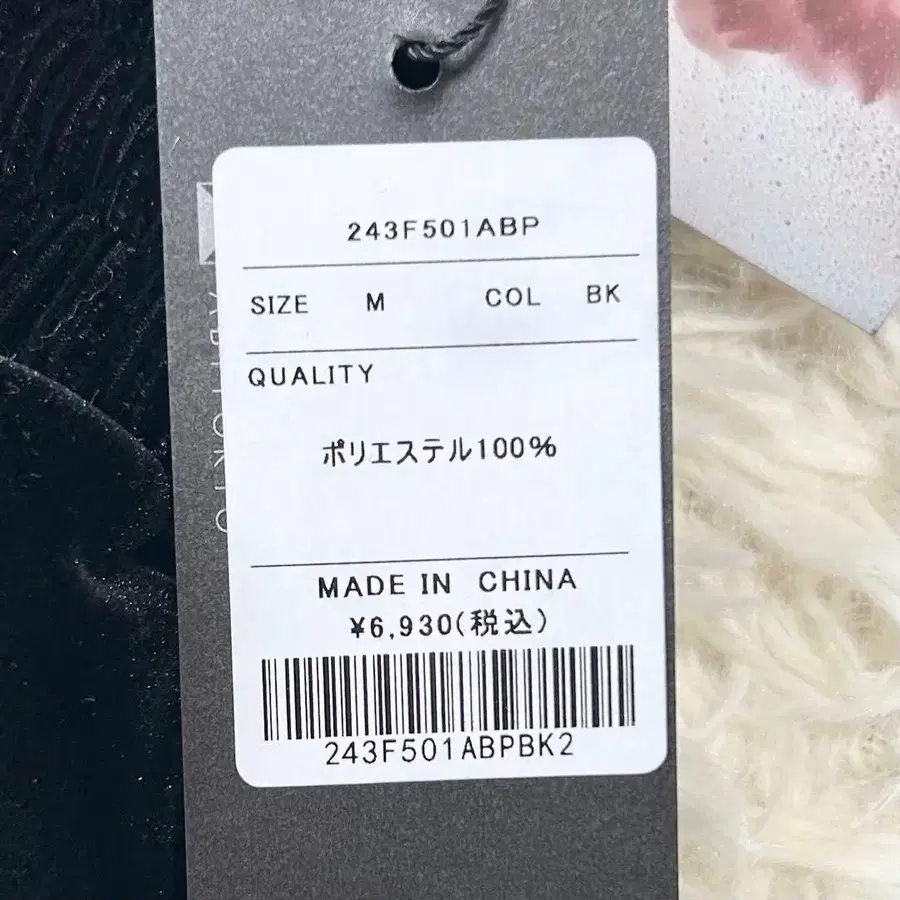 243F501ABP
SIZE M COL BK
QUALITY
ポリエステル100%
MADE IN CHINA
¥6,930(税込)
243F501ABPBK2